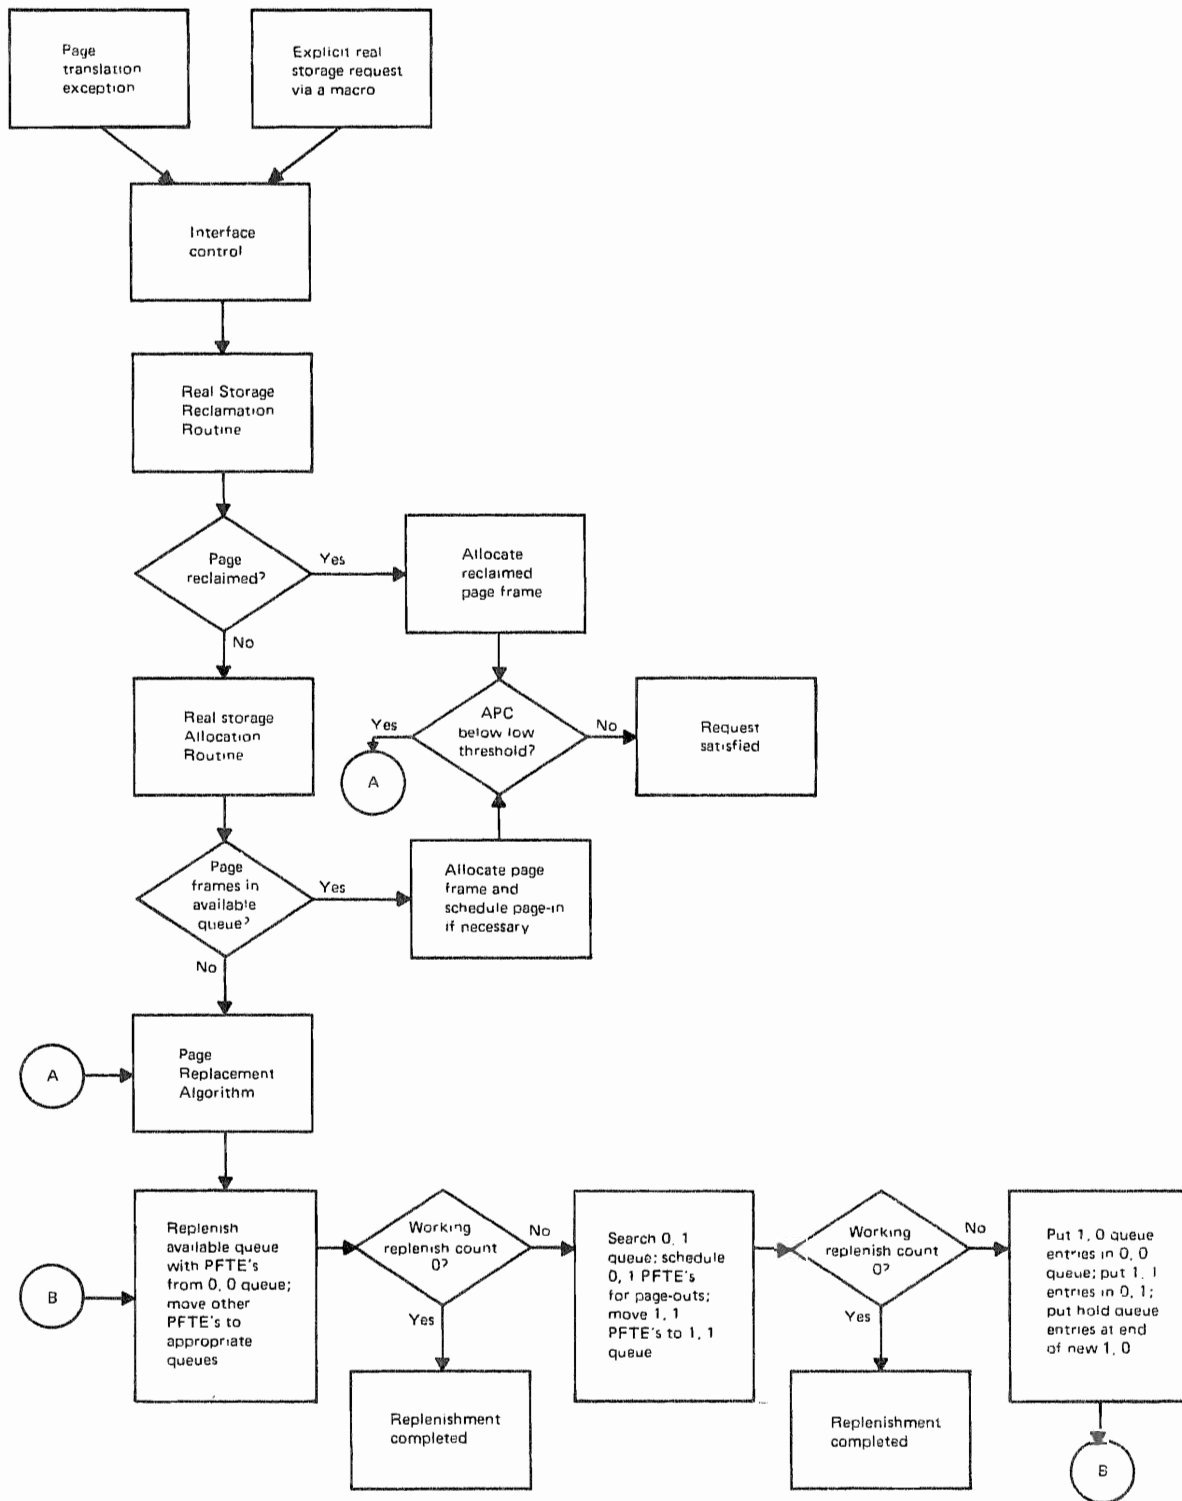 Page
translation
exception
Explicit real
storage request
via a macro
Interface
control
Real Storage
Reclamation
Routine
Page
reclaimed?
Yes
Allocate
reclaimed
page frame
No
Real storage
Allocation
Routine
Yes
APC
below low
threshold?
No
Request
satisfied
A
Page
frames in
available
queue?
Yes
Allocate page
frame and
schedule page-in
if necessary
No
A
Page
Replacement
Algorithm
B
Replenish
available queue
with PFTE's
from 0, 0 queue;
move other
PFTE's to
appropriate
queues
Working
replenish count
0?
No
Yes
Replenishment
completed
Search 0, 1
queue; schedule
0, 1 PFTE's
for page-outs;
move 1, 1
PFTE's to 1, 1
queue
Working
replenish count
0?
No
Yes
Replenishment
completed
Put 1, 0 queue
entries in 0, 0
queue; put 1, 1
entries in 0, 1;
put hold queue
entries at end
of new 1, 0
B